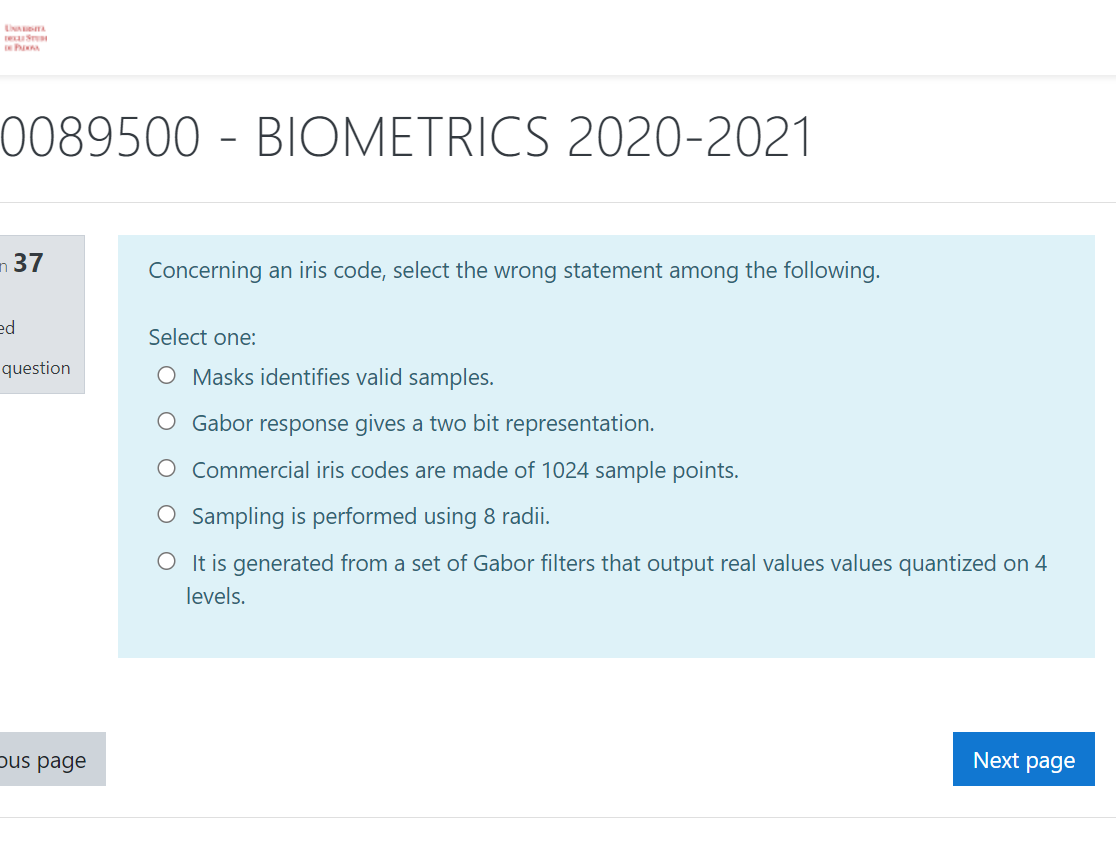 UNIVERSITÀ
DEGLI STUDI
DI PADOVA
0089500 - BIOMETRICS 2020-2021
n 37
ed
question
Concerning an iris code, select the wrong statement among the following.
Select one:
Masks identifies valid samples.
Gabor response gives a two bit representation.
Commercial iris codes are made of 1024 sample points.
Sampling is performed using 8 radii.
It is generated from a set of Gabor filters that output real values values quantized on 4
levels.
ous page
Next page